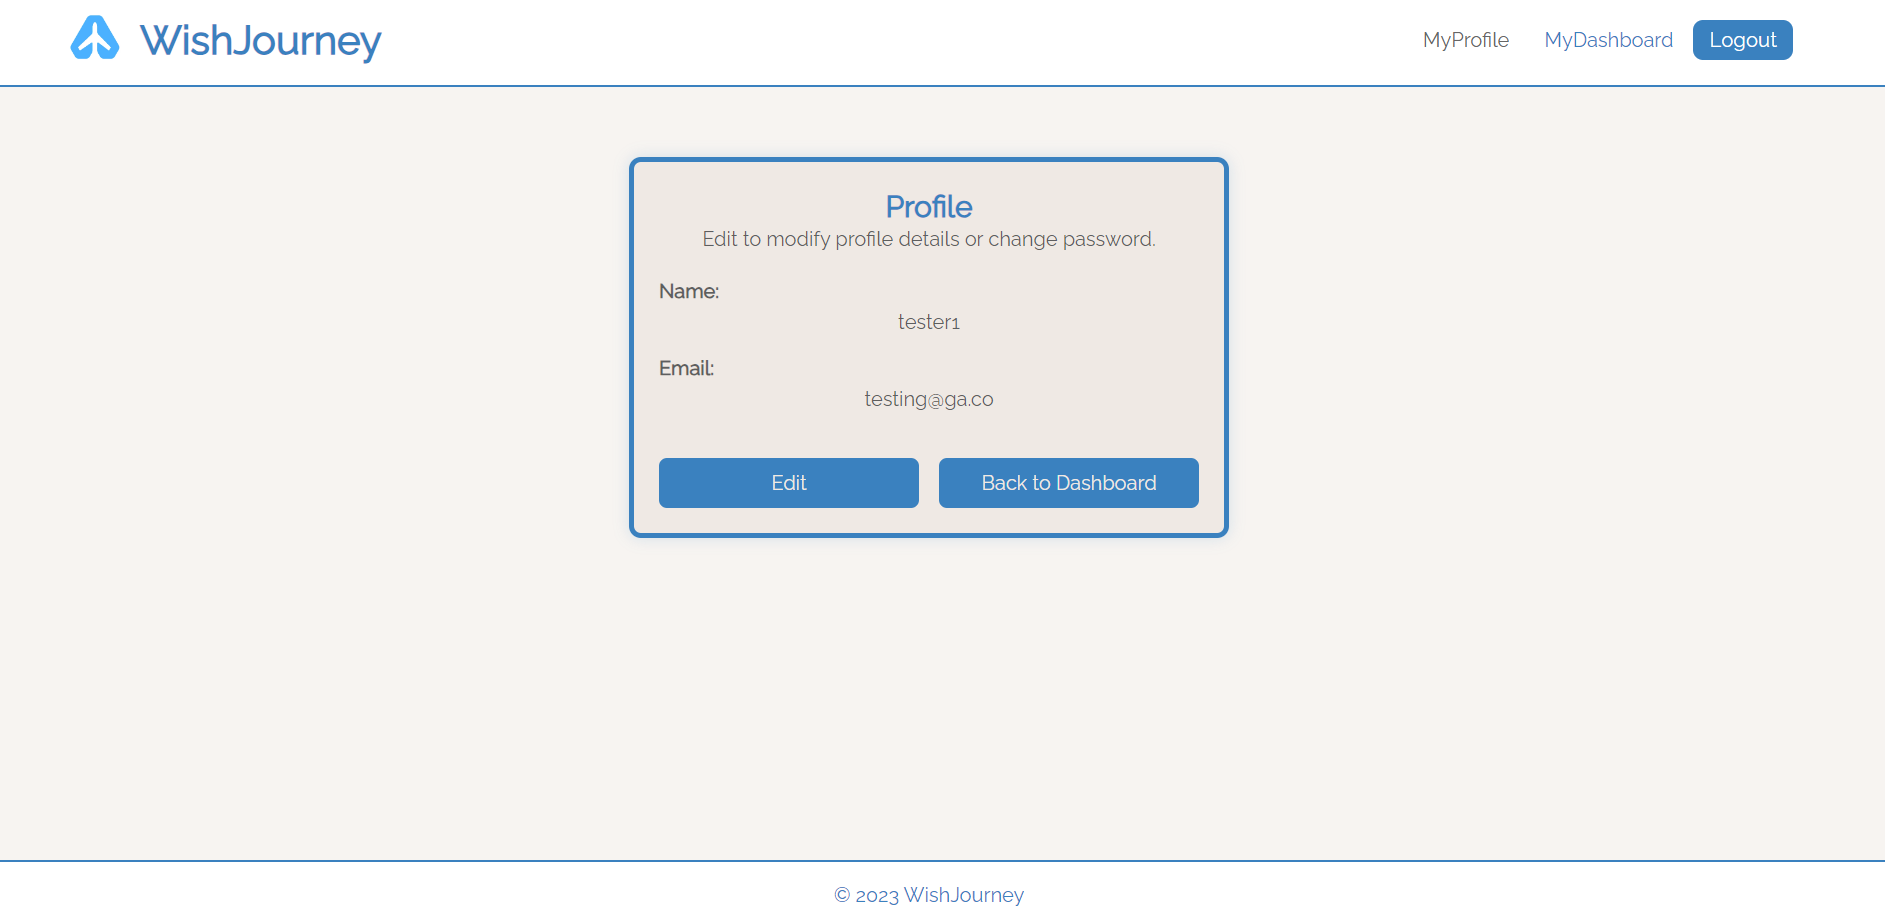 WishJourney
MyProfile MyDashboard Logout
Profile
Edit to modify profile details or change password.
Name:
tester1
Email:
testing@ga.co
Edit Back to Dashboard
© 2023 WishJourney